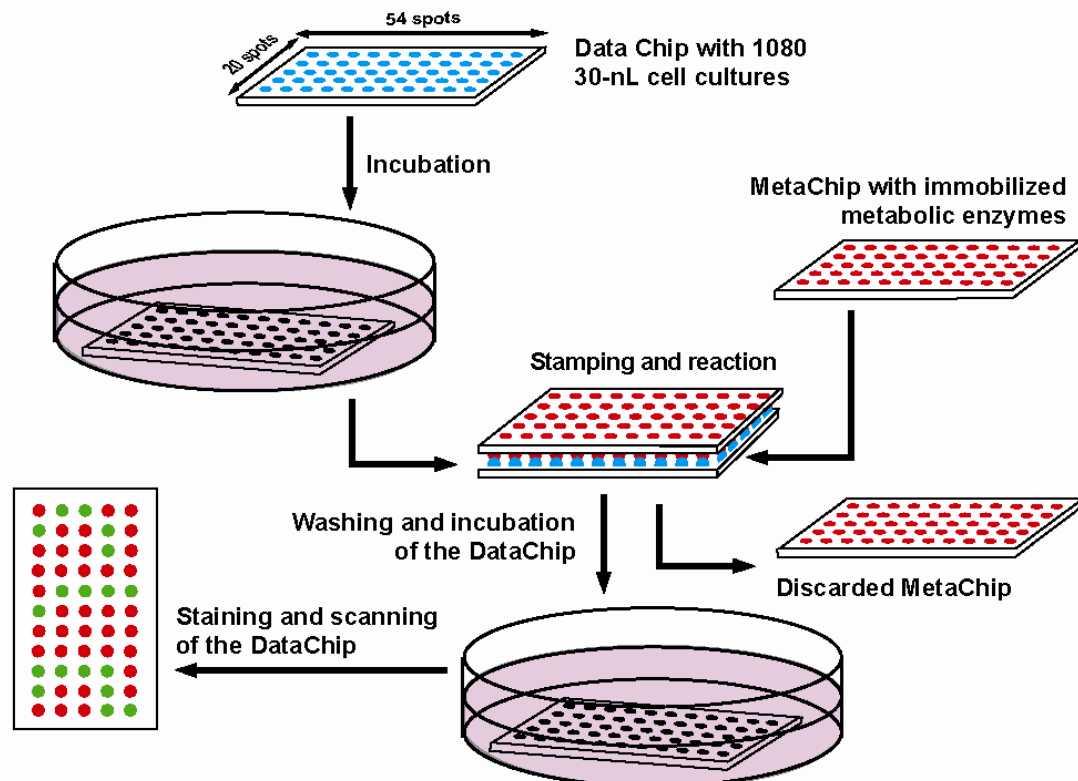 54 spots
20 spots
Data Chip with 1080
30-nL cell cultures
Incubation
MetaChip with immobilized
metabolic enzymes
Stamping and reaction
Washing and incubation
of the DataChip
Discarded MetaChip
Staining and scanning
of the DataChip